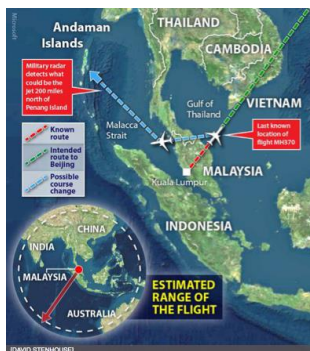 Microsoft
THAILAND
Andaman
Islands
CAMBODIA
Military radar
detects what
could be the
jet 200 miles
north of
Penang Island
Gulf of
Thailand
VIETNAM
Malacca
Strait
Last known
location of
flight MH370
Known
route
Intended
route to
Beijing
Possible
course
change
Kuala Lumpur
MALAYSIA
INDONESIA
CHINA
INDIA
MALAYSIA
AUSTRALIA
ESTIMATED
RANGE OF
THE FLIGHT
[DAVID STENHOUSE]